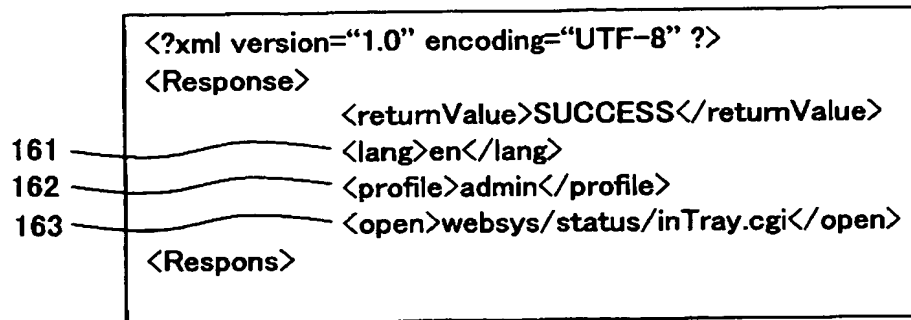 <?xml version=“1.0” encoding=“UTF-8” ?>
<Response>
<returnValue>SUCCESS</returnValue>
161 <lang>en</lang>
162 <profile>admin</profile>
163 <open>websys/status/inTray.cgi</open>
<Respons>